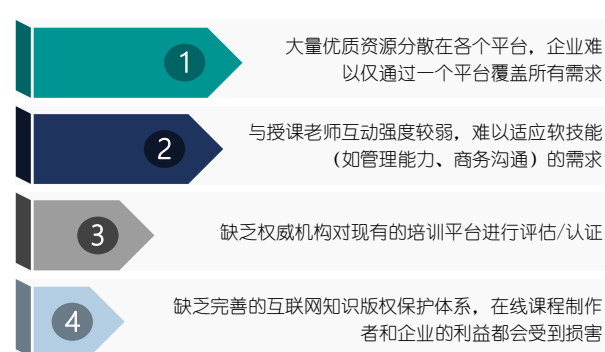 1
大量优质资源分散在各个平台，企业难
以仅通过一个平台覆盖所有需求
2
与授课老师互动强度较弱，难以适应软技能
（如管理能力、商务沟通）的需求
3
缺乏权威机构对现有的培训平台进行评估/认证
4
缺乏完善的互联网知识版权保护体系，在线课程制作
者和企业的利益都会受到损害